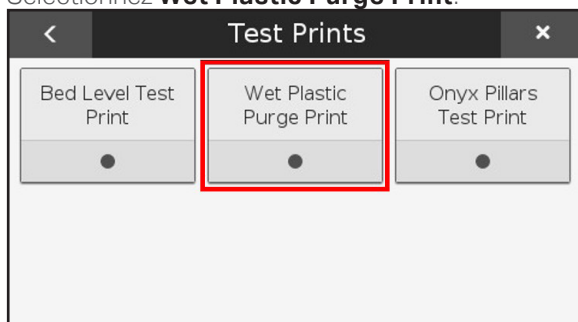 Sélectionnez Wet Plastic Purge Print.
Test Prints
Bed Level Test
Print
Wet Plastic
Purge Print
Onyx Pillars
Test Print